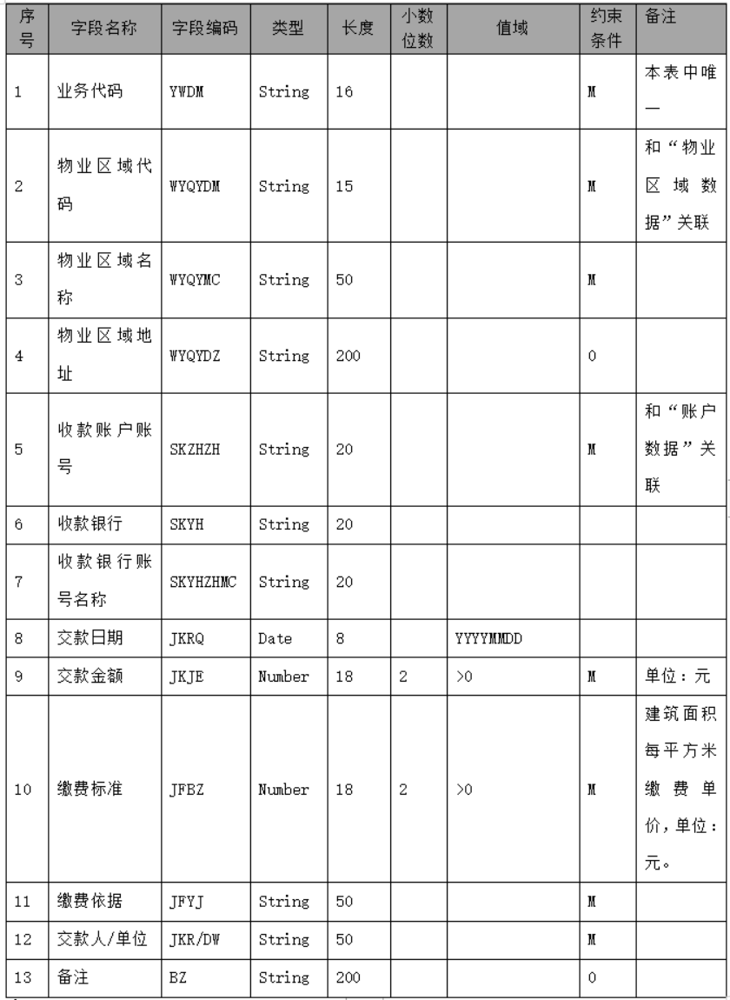 序号 字段名称 字段编码 类型 长度 小数位数 值域 约束条件 备注
1 业务代码 YWDM String 16 M 本表中唯一
2 物业区域代码 WYQYDM String 15 M 和“物业区域数据”关联
3 物业区域名称 WYQYMC String 50 M
4 物业区域地址 WYQYDZ String 200 O
5 收款账户账号 SKZHZH String 20 M 和“账户数据”关联
6 收款银行 SKYH String 20
7 收款银行账号名称 SKYHZHMC String 20
8 交款日期 JKRQ Date 8 YYYYMMDD
9 交款金额 JKJE Number 18 2 >0 M 单位：元
10 缴费标准 JFBZ Number 18 2 >0 M 建筑面积每平方米缴费单价，单位：元。
11 缴费依据 JFYJ String 50 M
12 交款人/单位 JKR/DW String 50 M
13 备注 BZ String 200 O